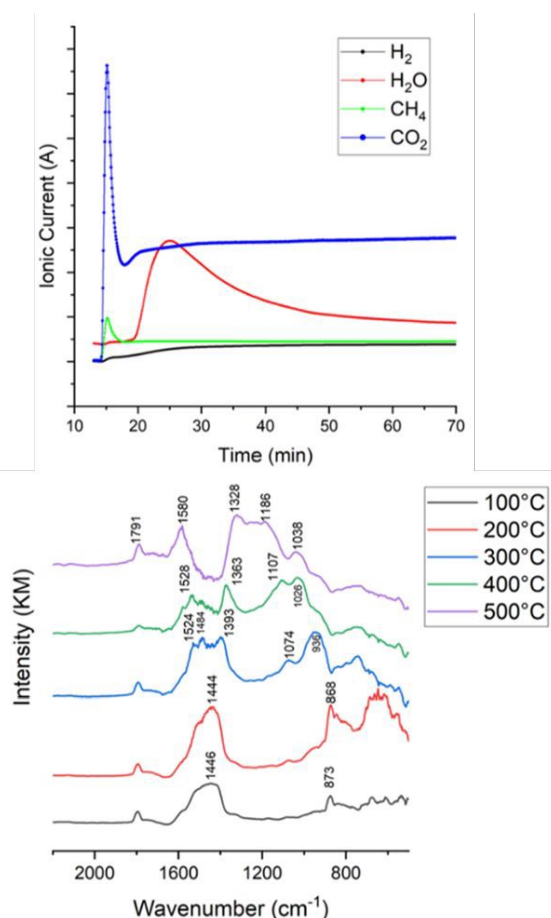 Ionic Current (A)
H₂
H₂O
CH₄
CO₂
10 20 30 40 50 60 70
Time (min)
Intensity (KM)
1791
1580
1328
1186
1038
1528
1363
1107
1026
1524
1484
1393
1074
936
1444
868
1446
873
100°C
200°C
300°C
400°C
500°C
2000 1600 1200 800
Wavenumber (cm⁻¹)